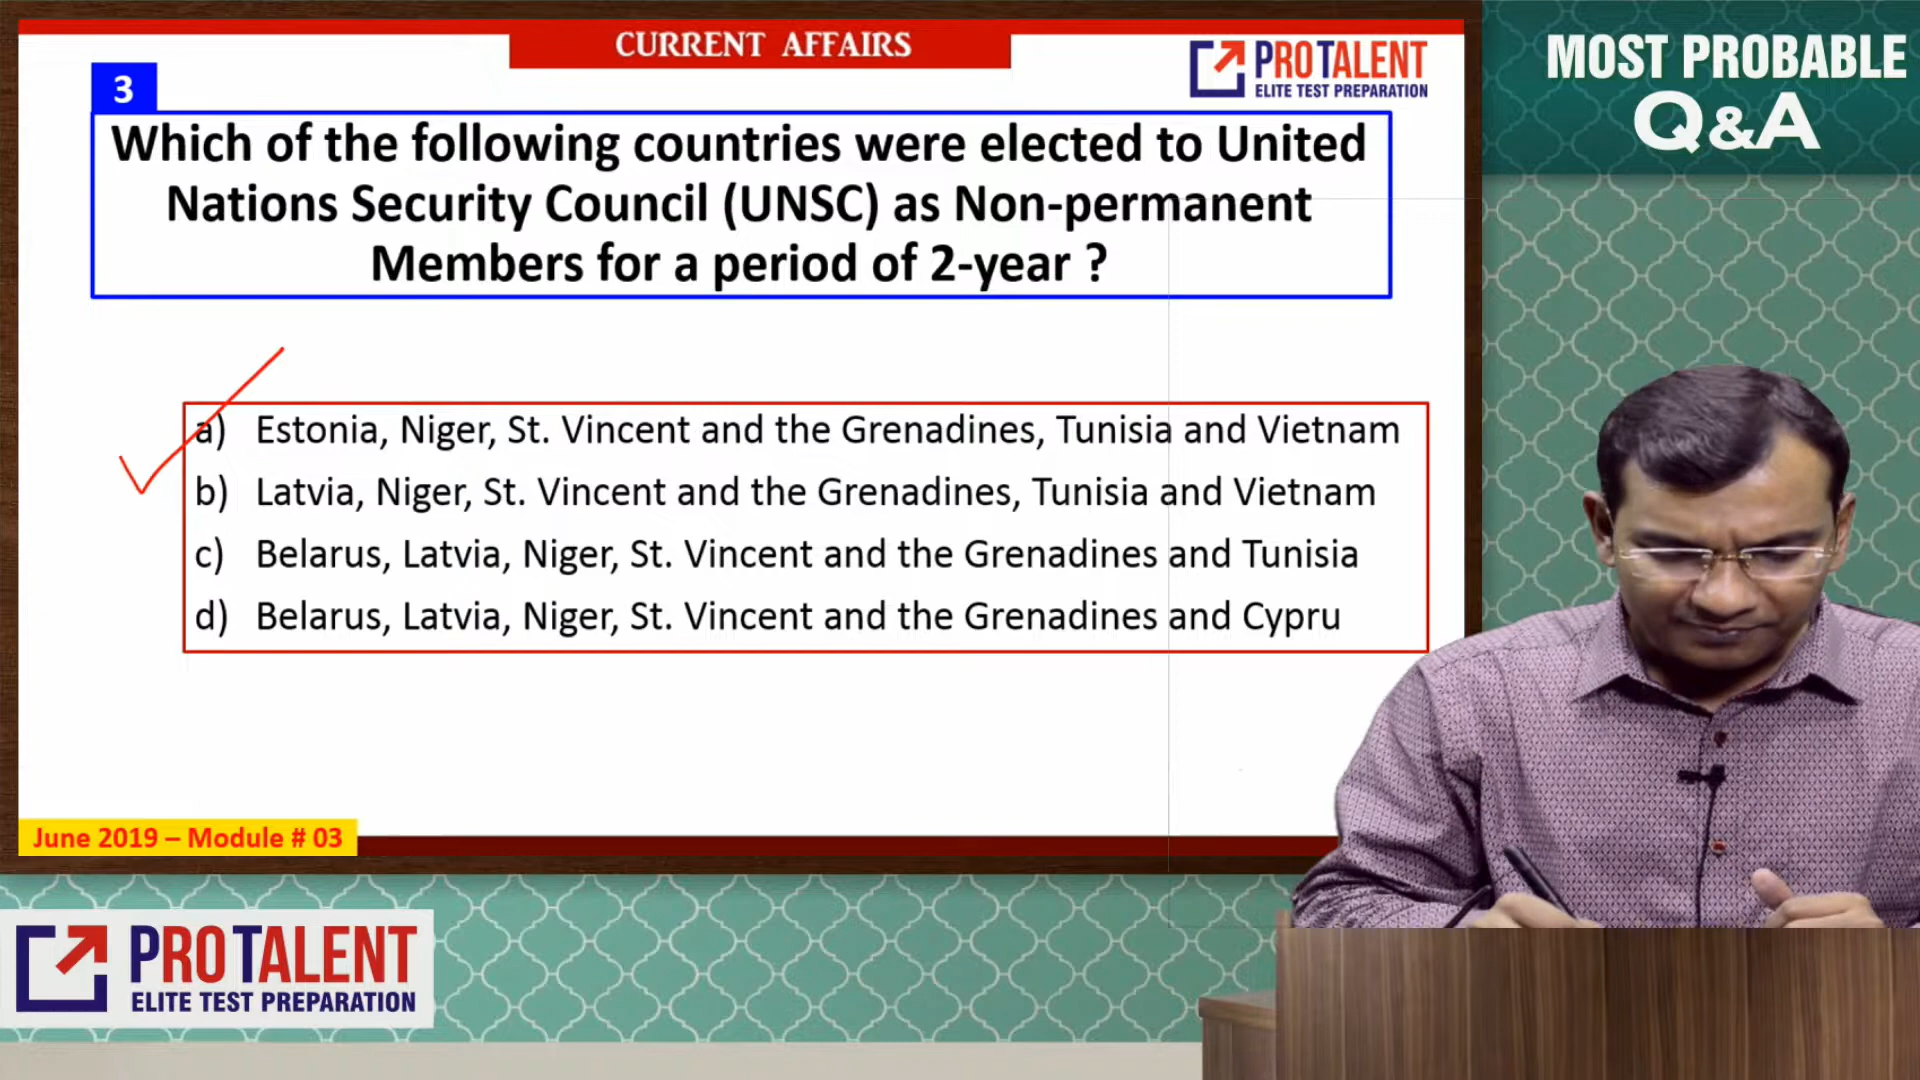 CURRENT AFFAIRS
PROTALENT
ELITE TEST PREPARATION
MOST PROBABLE
Q&A
3
Which of the following countries were elected to United
Nations Security Council (UNSC) as Non-permanent
Members for a period of 2-year ?
a) Estonia, Niger, St. Vincent and the Grenadines, Tunisia and Vietnam
b) Latvia, Niger, St. Vincent and the Grenadines, Tunisia and Vietnam
c) Belarus, Latvia, Niger, St. Vincent and the Grenadines and Tunisia
d) Belarus, Latvia, Niger, St. Vincent and the Grenadines and Cypru
June 2019 – Module # 03
PROTALENT
ELITE TEST PREPARATION